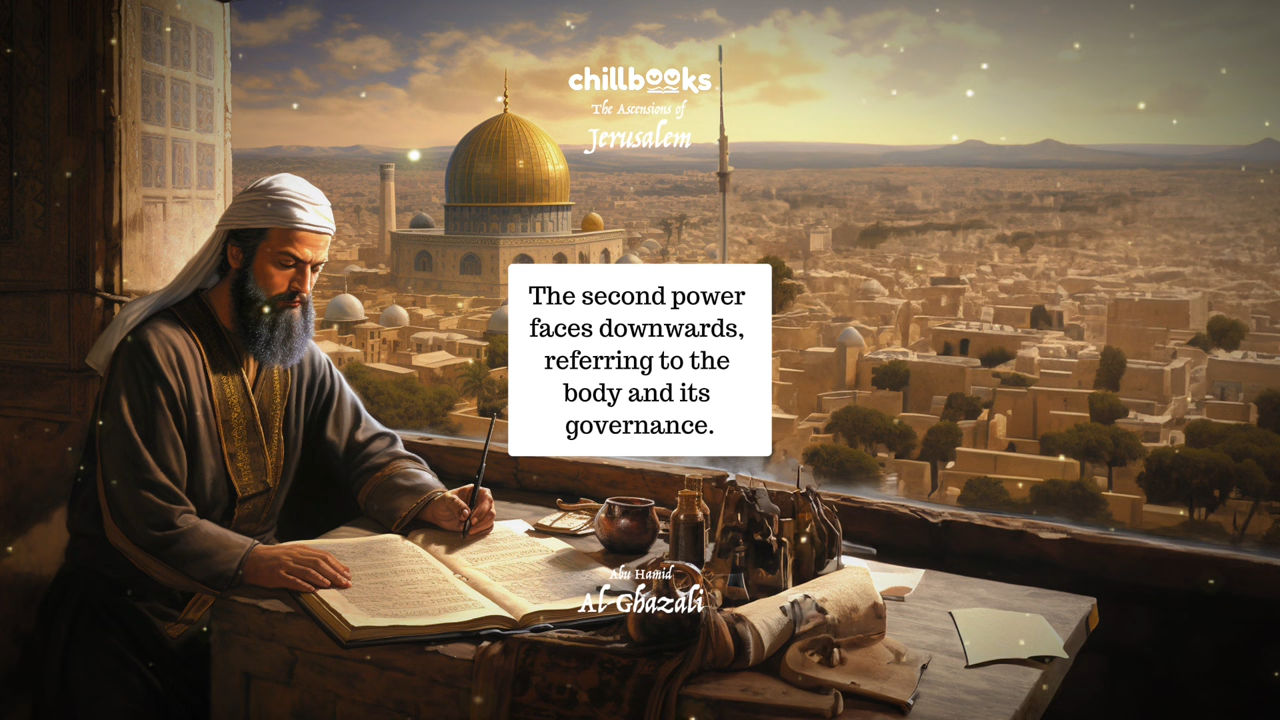 chillbooks
The Ascensions of
Jerusalem
The second power
faces downwards,
referring to the
body and its
governance.
Abu Hamid
Al-Ghazali